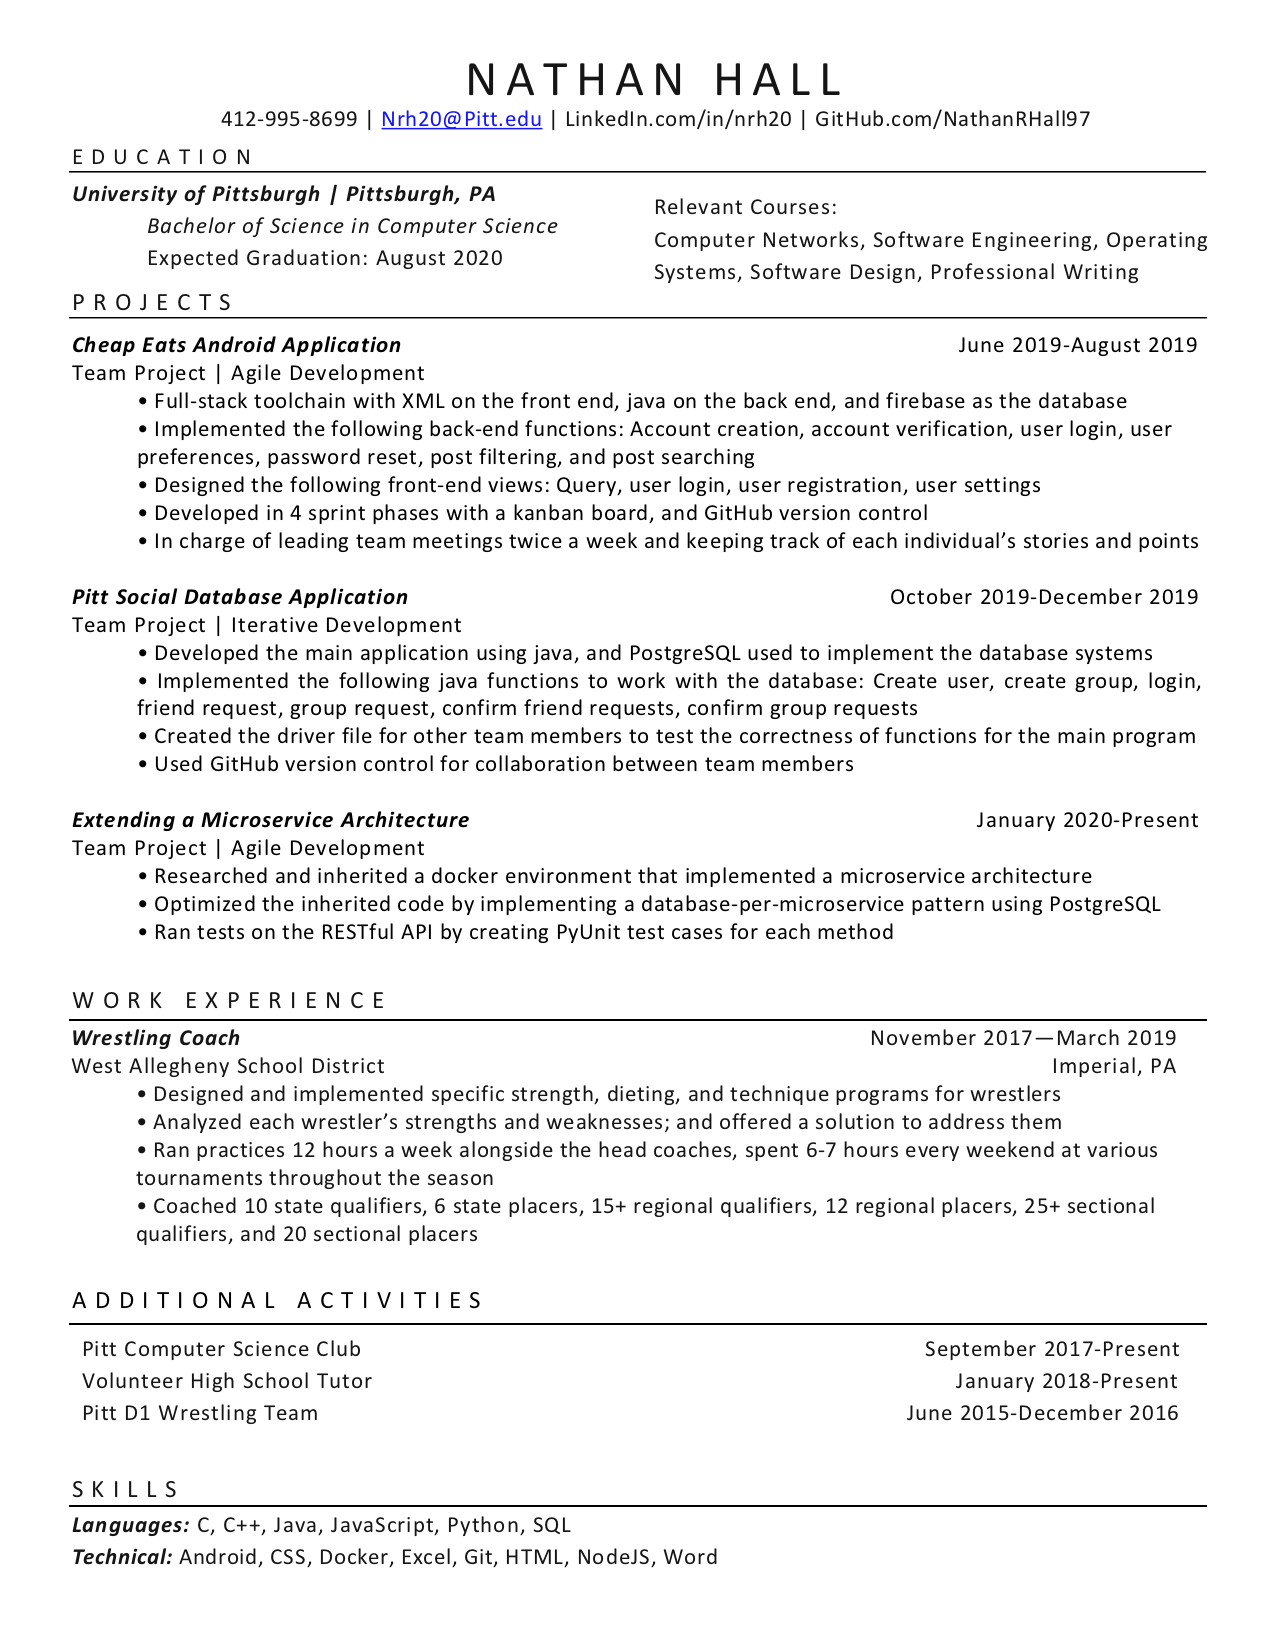 NATHAN HALL
412-995-8699 | Nrh20@Pitt.edu | LinkedIn.com/in/nrh20 | GitHub.com/NathanRHall97
EDUCATION
University of Pittsburgh | Pittsburgh, PA
Bachelor of Science in Computer Science
Expected Graduation: August 2020
Relevant Courses:
Computer Networks, Software Engineering, Operating
Systems, Software Design, Professional Writing
PROJECTS
Cheap Eats Android Application June 2019-August 2019
Team Project | Agile Development
• Full-stack toolchain with XML on the front end, java on the back end, and firebase as the database
• Implemented the following back-end functions: Account creation, account verification, user login, user
preferences, password reset, post filtering, and post searching
• Designed the following front-end views: Query, user login, user registration, user settings
• Developed in 4 sprint phases with a kanban board, and GitHub version control
• In charge of leading team meetings twice a week and keeping track of each individual’s stories and points
Pitt Social Database Application October 2019-December 2019
Team Project | Iterative Development
• Developed the main application using java, and PostgreSQL used to implement the database systems
• Implemented the following java functions to work with the database: Create user, create group, login,
friend request, group request, confirm friend requests, confirm group requests
• Created the driver file for other team members to test the correctness of functions for the main program
• Used GitHub version control for collaboration between team members
Extending a Microservice Architecture January 2020-Present
Team Project | Agile Development
• Researched and inherited a docker environment that implemented a microservice architecture
• Optimized the inherited code by implementing a database-per-microservice pattern using PostgreSQL
• Ran tests on the RESTful API by creating PyUnit test cases for each method
WORK EXPERIENCE
Wrestling Coach November 2017—March 2019
West Allegheny School District Imperial, PA
• Designed and implemented specific strength, dieting, and technique programs for wrestlers
• Analyzed each wrestler’s strengths and weaknesses; and offered a solution to address them
• Ran practices 12 hours a week alongside the head coaches, spent 6-7 hours every weekend at various
tournaments throughout the season
• Coached 10 state qualifiers, 6 state placers, 15+ regional qualifiers, 12 regional placers, 25+ sectional
qualifiers, and 20 sectional placers
ADDITIONAL ACTIVITIES
Pitt Computer Science Club September 2017-Present
Volunteer High School Tutor January 2018-Present
Pitt D1 Wrestling Team June 2015-December 2016
SKILLS
Languages: C, C++, Java, JavaScript, Python, SQL
Technical: Android, CSS, Docker, Excel, Git, HTML, NodeJS, Word